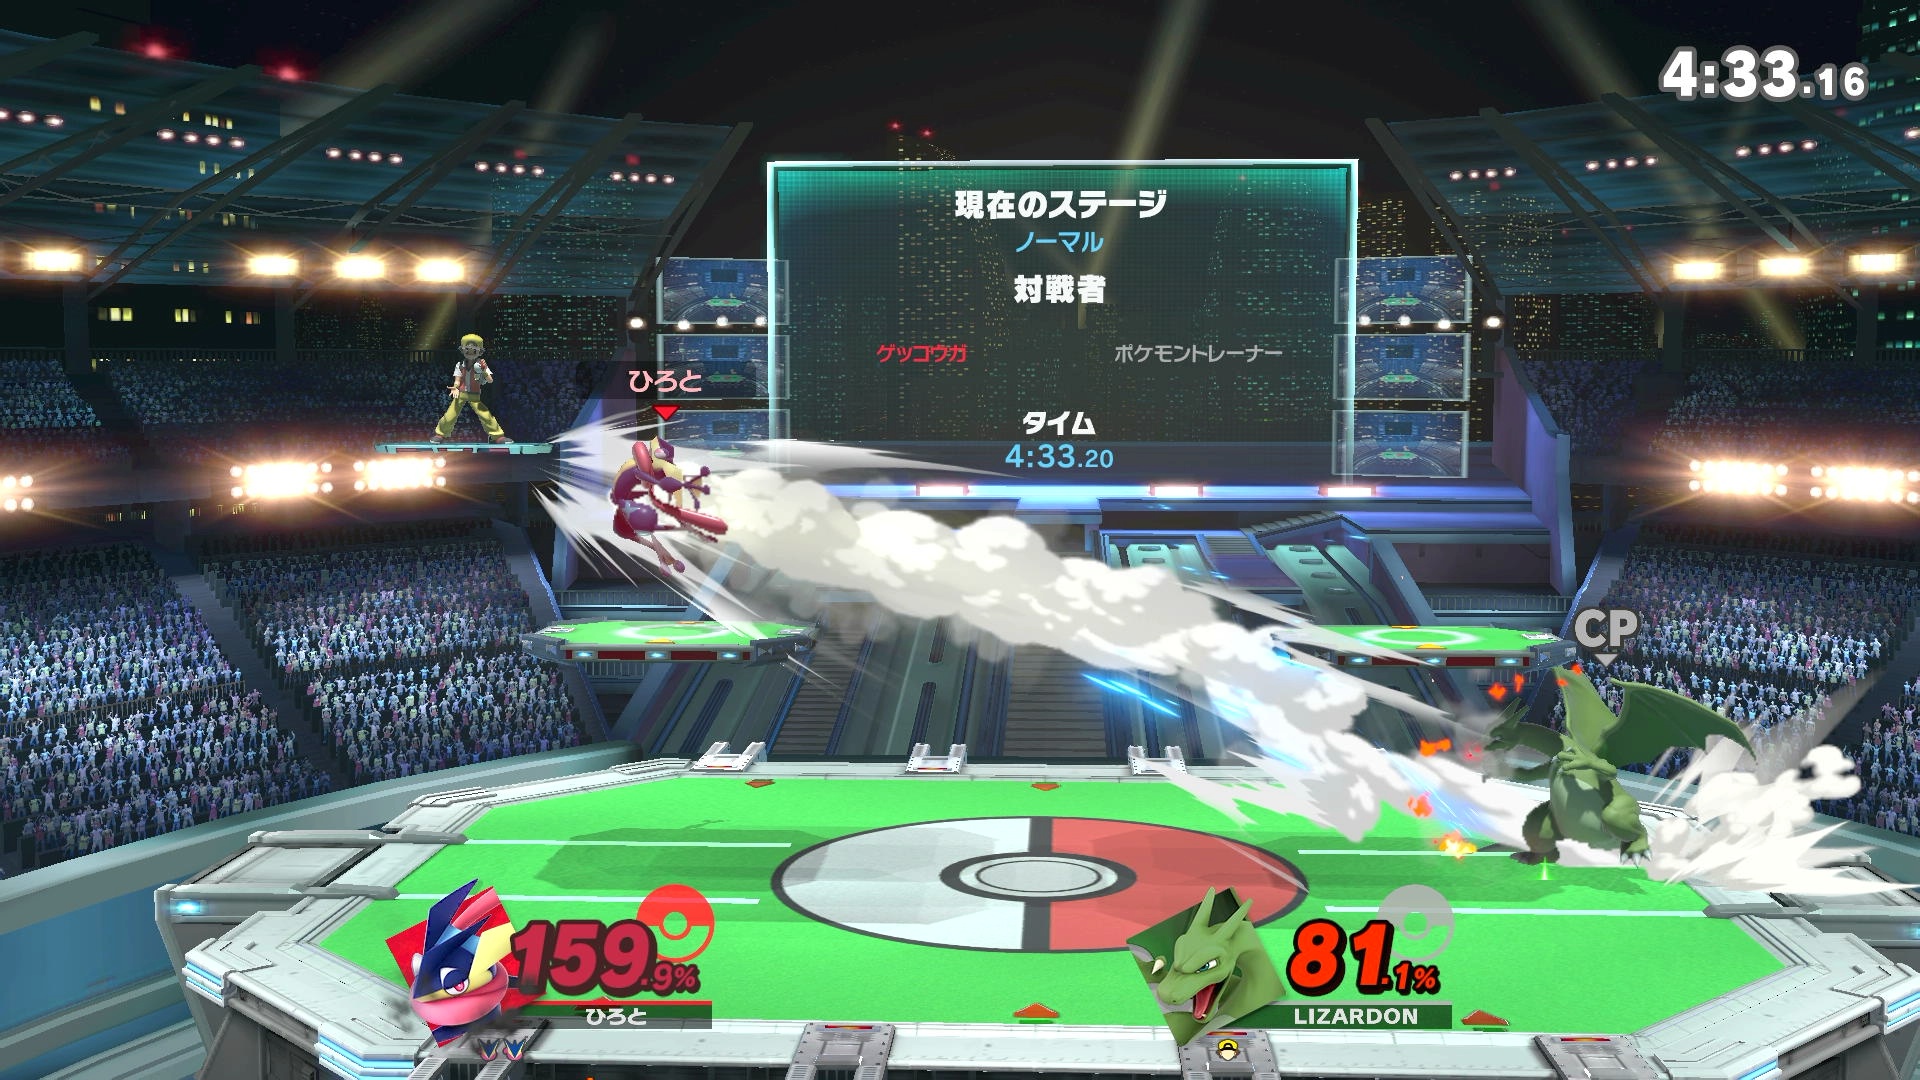 4:33.16
現在のステージ
ノーマル
対戦者
ゲッコウガ
ポケモントレーナー
ひろと
タイム
4:33.20
CP
159.9%
ひろと
81.1%
LIZARDON